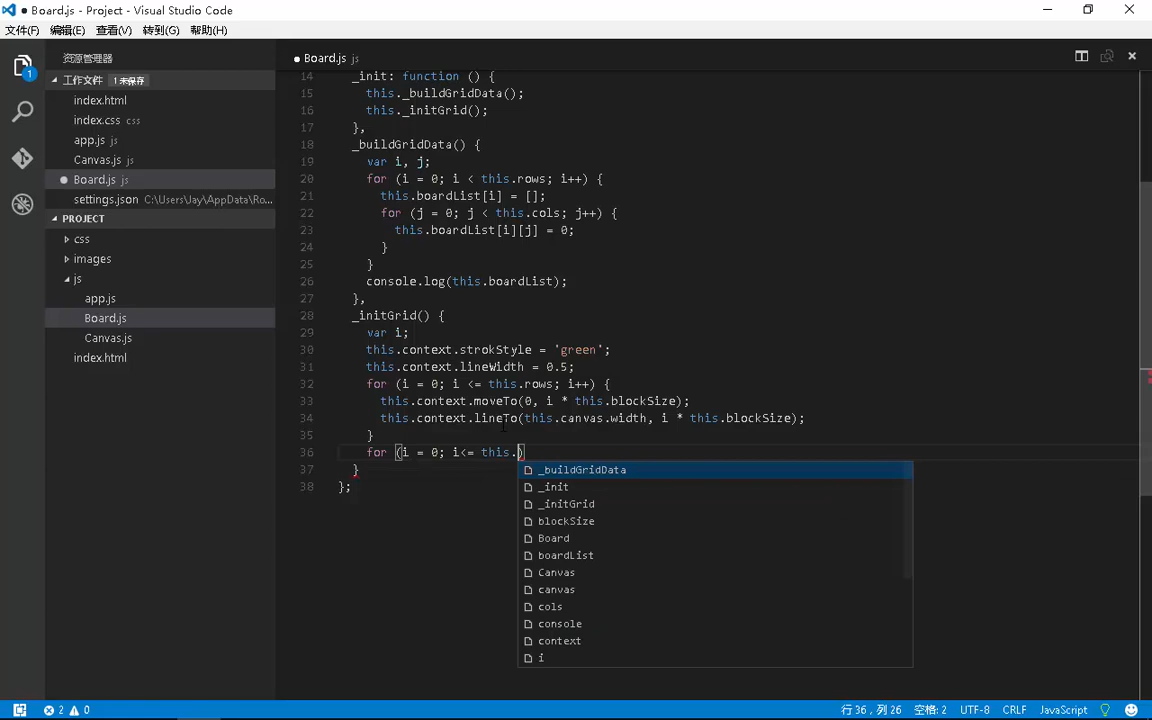 Board.js - Project - Visual Studio Code
文件(F) 编辑(E) 查看(V) 转到(G) 帮助(H)
1
资源管理器
工作文件 1 未保存
index.html
index.css css
app.js js
Canvas.js js
Board.js js
settings.json C:\Users\Jay\AppData\Ro...
PROJECT
css
images
js
app.js
Board.js
Canvas.js
index.html
Board.js js
14 _init: function () {
15 this._buildGridData();
16 this._initGrid();
17 },
18 _buildGridData() {
19 var i, j;
20 for (i = 0; i < this.rows; i++) {
21 this.boardList[i] = [];
22 for (j = 0; j < this.cols; j++) {
23 this.boardList[i][j] = 0;
24 }
25 }
26 console.log(this.boardList);
27 },
28 _initGrid() {
29 var i;
30 this.context.strokStyle = 'green';
31 this.context.lineWidth = 0.5;
32 for (i = 0; i <= this.rows; i++) {
33 this.context.moveTo(0, i * this.blockSize);
34 this.context.lineTo(this.canvas.width, i * this.blockSize);
35 }
36 for (i = 0; i<= this.)
37 }
38 };
_buildGridData
_init
_initGrid
blockSize
Board
boardList
Canvas
canvas
cols
console
context
i
2 0
行 36，列 26 空格: 2 UTF-8 CRLF JavaScript